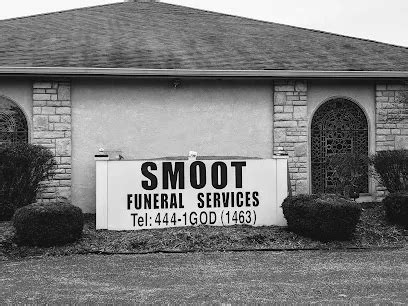 SMOOT
FUNERAL SERVICES
Tel: 444-1GOD (1463)